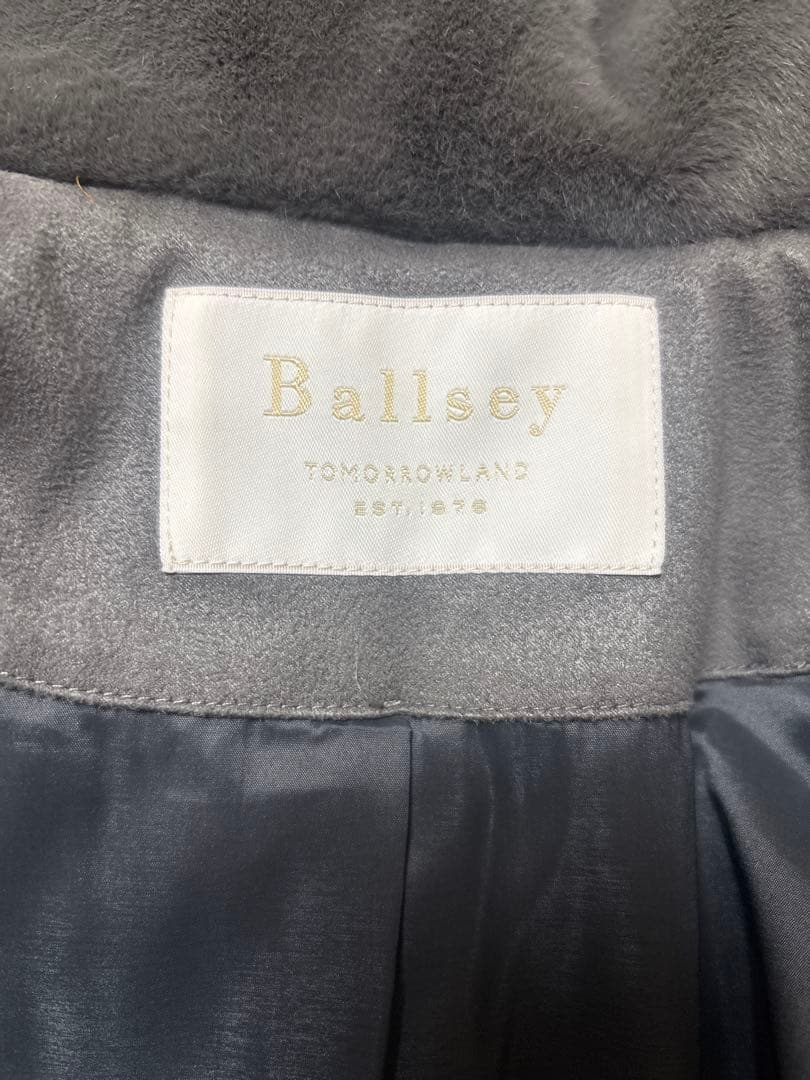 Ballsey
TOMORROWLAND
EST. 1978